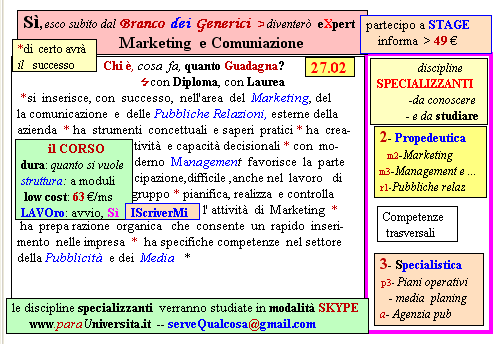 Sì, esco subito dal Branco dei Generici > diventerò eXpert
Marketing e Comuniazione
partecipo a STAGE
informa > 49 €
*di certo avrà
il successo
Chi è, cosa fa, quanto Guadagna?
con Diploma, con Laurea
27.02
*si inserisce, con successo, nell'area del Marketing, del
la comunicazione e delle Pubbliche Relazioni, esterne della
azienda * ha strumenti concettuali e saperi pratici * ha crea-
tività e capacità decisionali * con mo-
derno Management favorisce la parte
cipazione,difficile ,anche nel lavoro di
gruppo * pianifica, realizza e controlla
l' attività di Marketing *
ha prepa razione organica che consente un rapido inseri-
mento nelle impresa * ha specifiche competenze nel settore
della Pubblicità e dei Media *
il CORSO
dura: quanto si vuole
struttura: a moduli
low cost: 63 €/ms
LAVOro: avvio, Sì
IScriverMi
discipline
SPECIALIZZANTI
-da conoscere
- e da studiare
2- Propedeutica
m2-Marketing
m3-Management e ...
r1-Pubbliche relaz
Competenze
trasversali
3- Specialistica
p3- Piani operativi
- media planing
a- Agenzia pub
le discipline specializzanti verranno studiate in modalità SKYPE
www.paraUniversita.it -- serveQualcosa@gmail.com